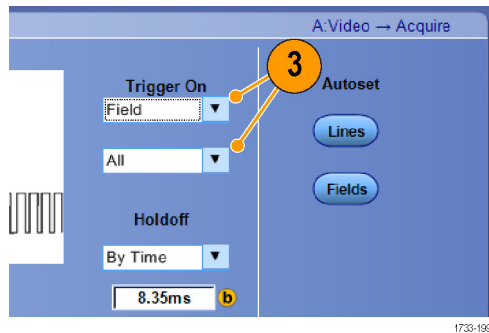 A:Video → Acquire
3
Trigger On
Autoset
Field
Lines
All
Fields
Holdoff
By Time
8.35ms b
1733-199